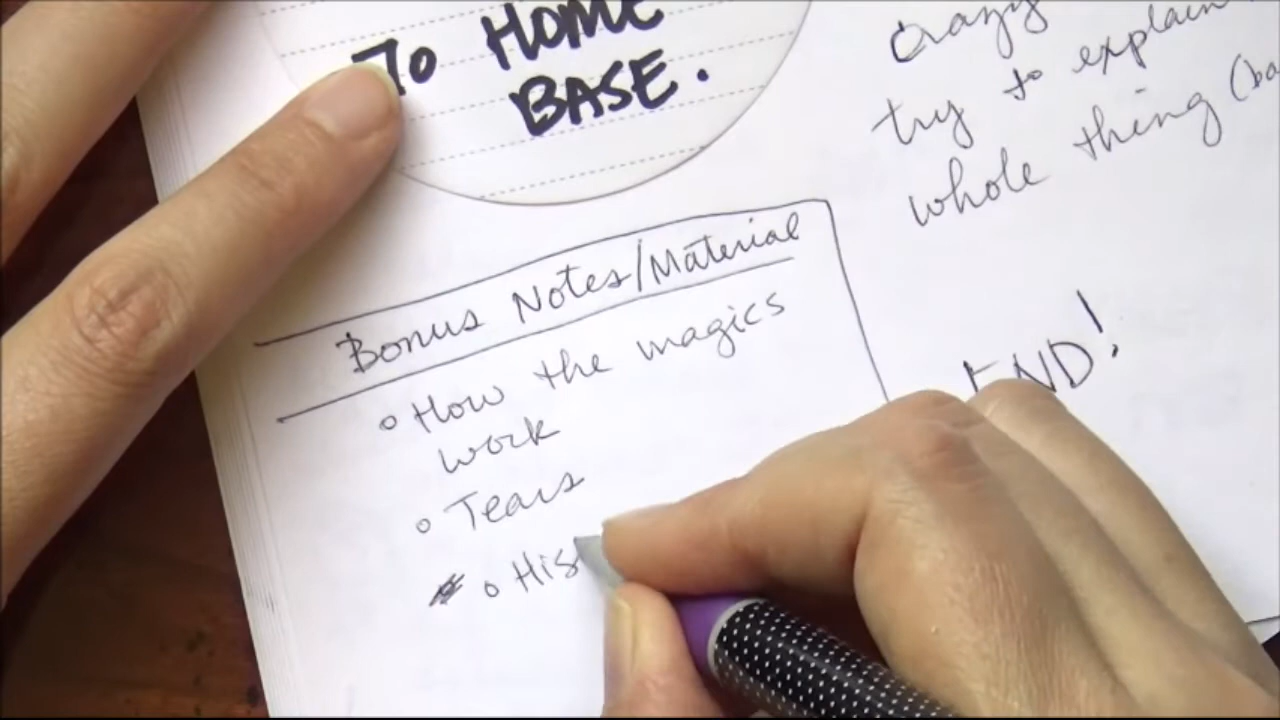 To HOME
BASE.
crazy
try to explain
whole thing (ba
Bonus Notes/Material
o How the magics
work
o Tears
o His
END!